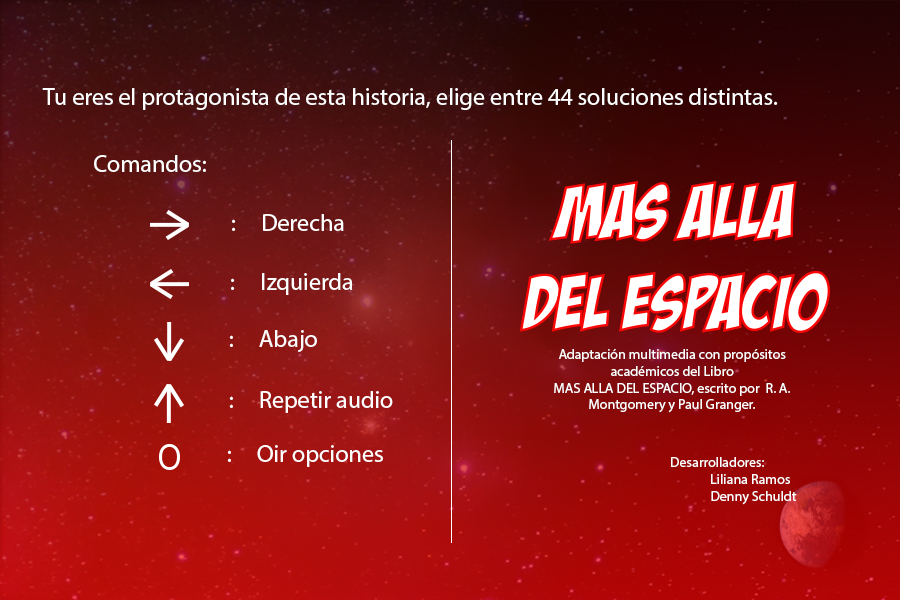 Tu eres el protagonista de esta historia, elige entre 44 soluciones distintas.
Comandos:
→ : Derecha
← : Izquierda
↓ : Abajo
↑ : Repetir audio
0 : Oir opciones
MAS ALLA
DEL ESPACIO
Adaptación multimedia con propósitos
académicos del Libro
MAS ALLA DEL ESPACIO, escrito por R. A.
Montgomery y Paul Granger.
Desarrolladores:
Liliana Ramos
Denny Schuldt